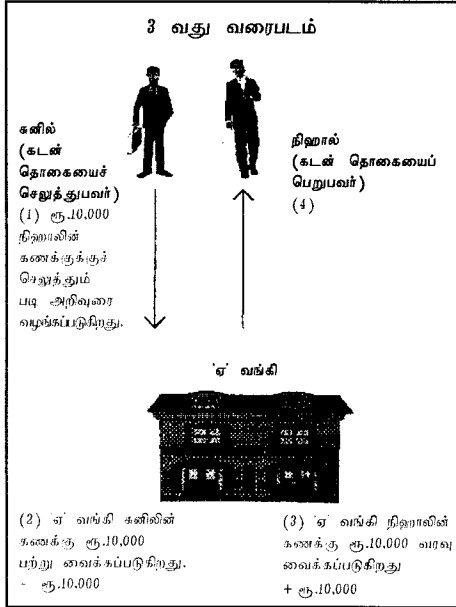 3 வது வரைபடம்
சுனில்
(கடன்
தொகையைச்
செலுத்துபவர்)
(1) ரூ.10,000
நிஹாலின்
கணக்குக்குச்
செலுத்தும்
படி அறிவுரை
வழங்கப்படுகிறது.
நிஹால்
(கடன் தொகையைப்
பெறுபவர்)
(4)
'ஏ' வங்கி
(2) 'ஏ' வங்கி சுனிலின்
கணக்கு ரூ.10,000
பற்று வைக்கப்படுகிறது.
- ரூ.10,000
(3) 'ஏ' வங்கி நிஹாலின்
கணக்கு ரூ.10,000 வரவு
வைக்கப்படுகிறது
+ ரூ.10,000